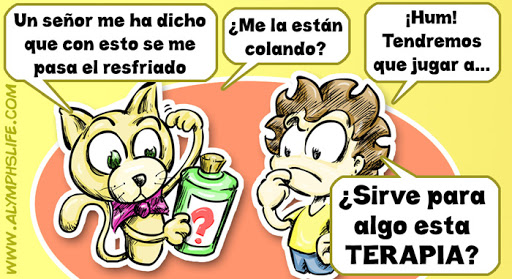 Un señor me ha dicho
que con esto se me
pasa el resfriado
¿Me la están
colando?
¡Hum!
Tendremos
que jugar a...
¿Sirve para
algo esta
TERAPIA?
?
WWW.ALYMPHSLIFE.COM